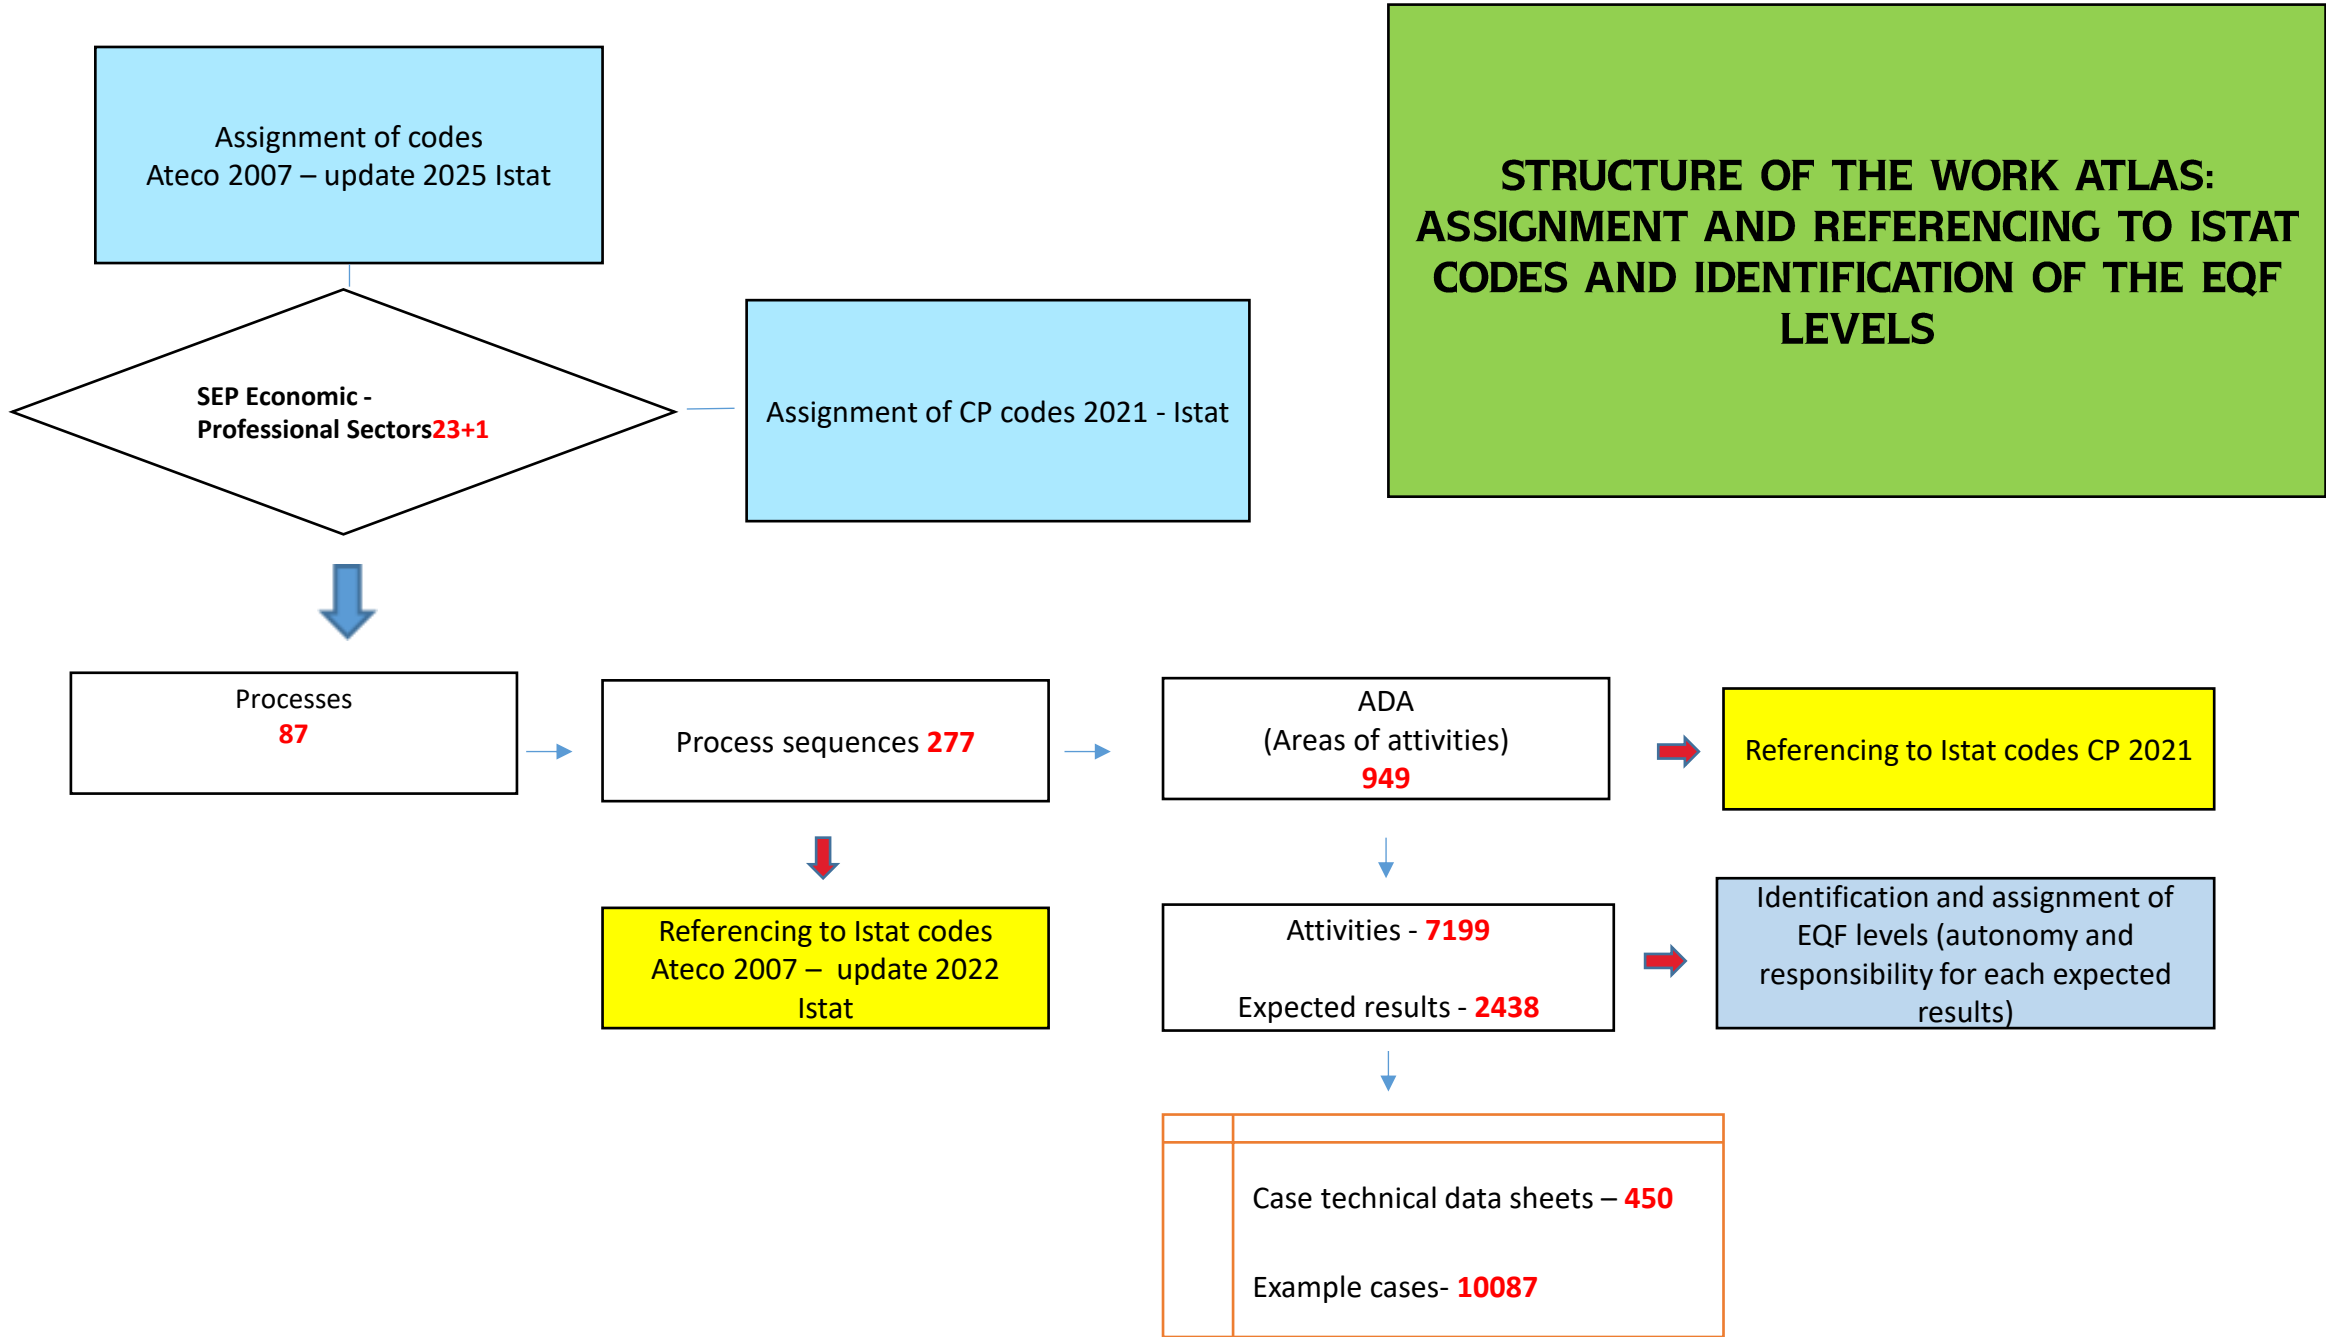 Assignment of codes
Ateco 2007 – update 2025 Istat
STRUCTURE OF THE WORK ATLAS:
ASSIGNMENT AND REFERENCING TO ISTAT
CODES AND IDENTIFICATION OF THE EQF
LEVELS
SEP Economic -
Professional Sectors23+1
Assignment of CP codes 2021 - Istat
Processes
87
Process sequences 277
ADA
(Areas of attivities)
949
Referencing to Istat codes CP 2021
Referencing to Istat codes
Ateco 2007 – update 2022
Istat
Attivities - 7199
Expected results - 2438
Identification and assignment of
EQF levels (autonomy and
responsibility for each expected
results)
Case technical data sheets – 450
Example cases- 10087